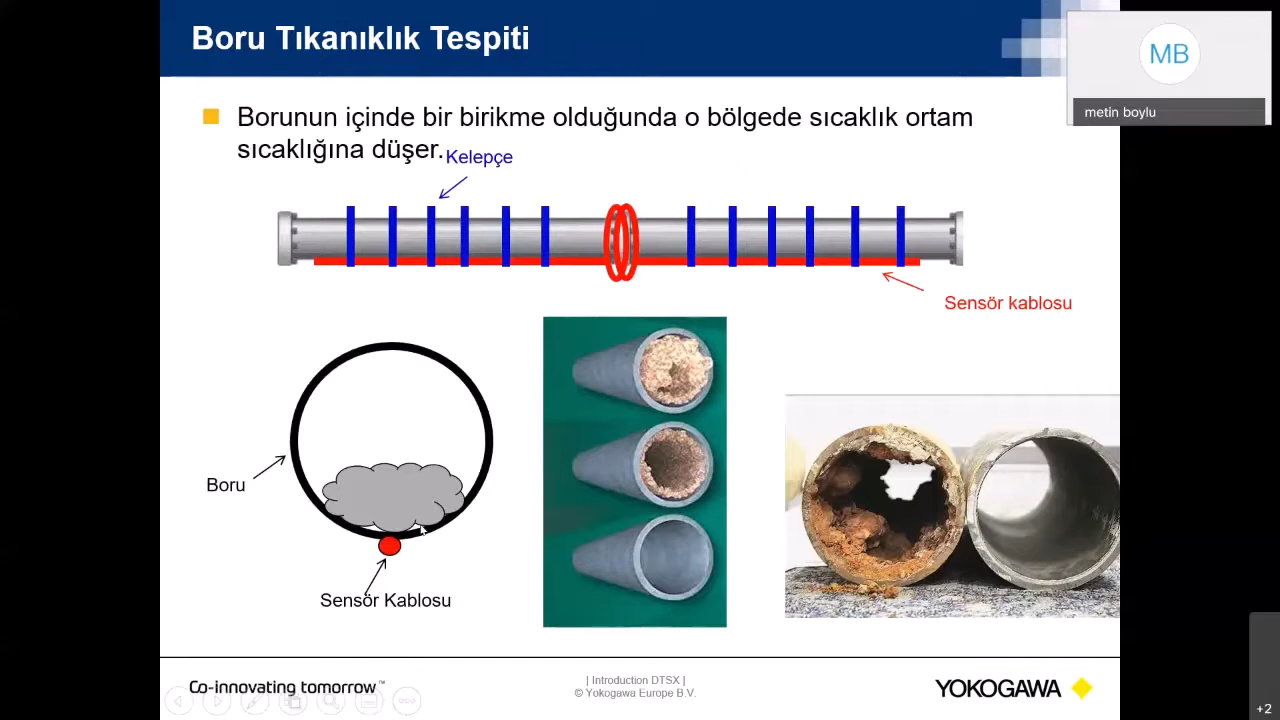 Boru Tıkanıklık Tespiti
MB
metin boylu
Borunun içinde bir birikme olduğunda o bölgede sıcaklık ortam
sıcaklığına düşer.
Kelepçe
Sensör kablosu
Boru
Sensör Kablosu
Co-innovating tomorrow™
| Introduction DTSX |
© Yokogawa Europe B.V.
YOKOGAWA
+2